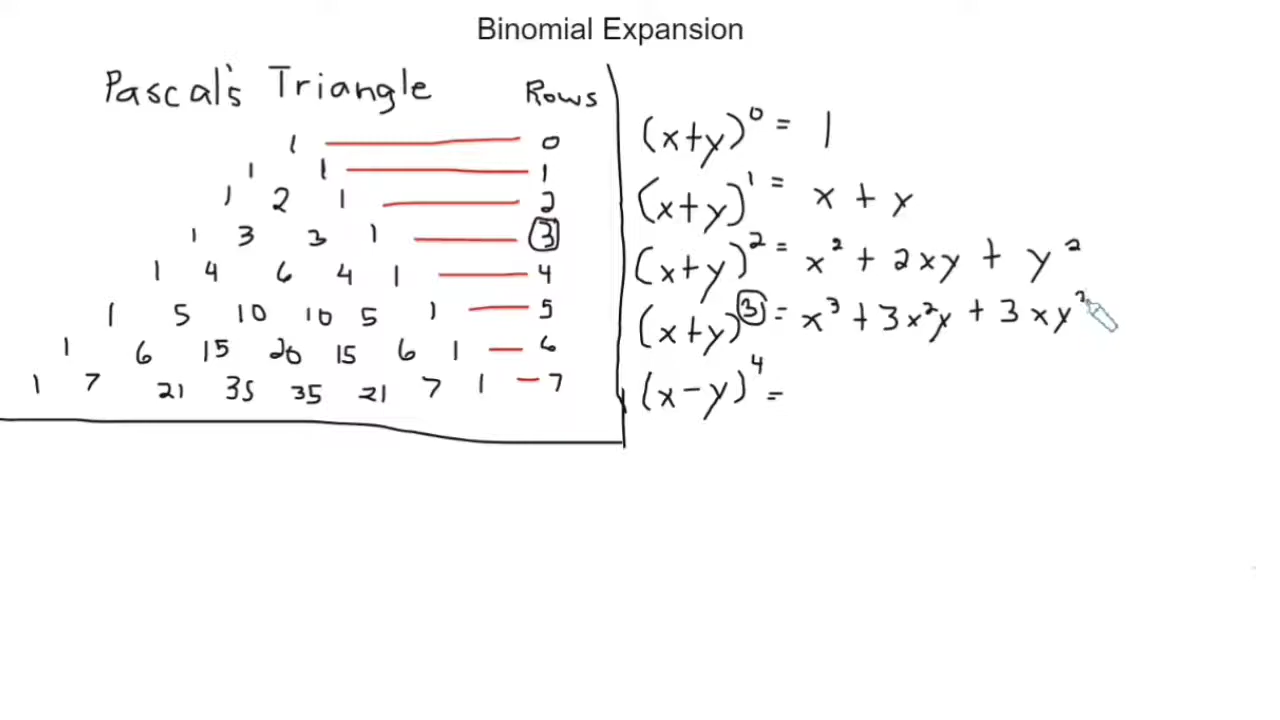 Binomial Expansion
Pascal's Triangle Rows
1 0
1 1 1
1 2 1 2
1 3 3 1 3
1 4 6 4 1 4
1 5 10 10 5 1 5
1 6 15 20 15 6 1 6
1 7 21 35 35 21 7 1 7
(x+y)⁰ = 1
(x+y)¹ = x + y
(x+y)² = x² + 2xy + y²
(x+y)³ = x³ + 3x²y + 3xy²
(x-y)⁴ =